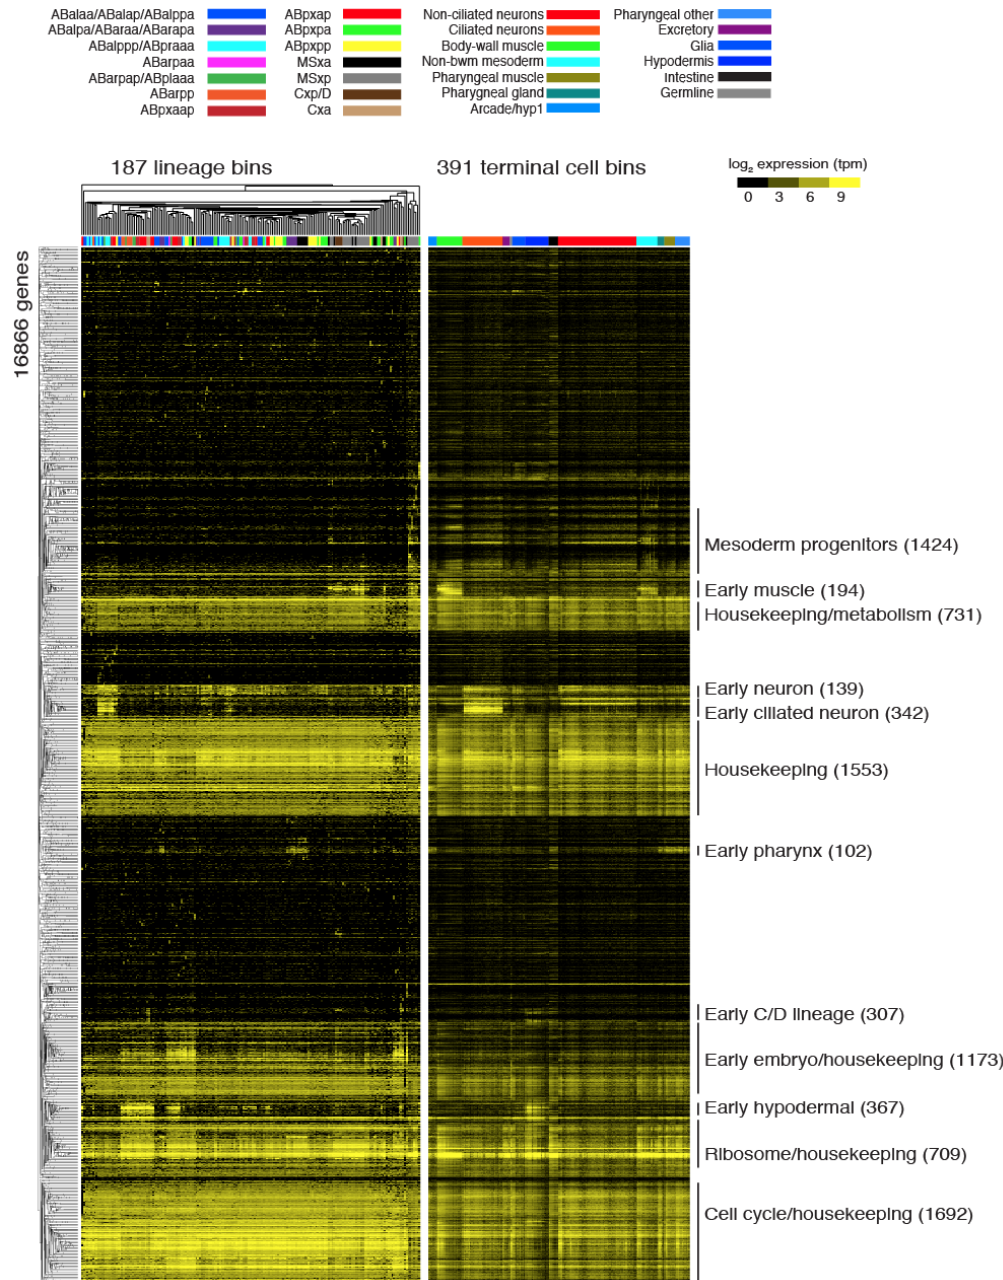 ABalaa/ABalap/ABalppa
ABalpa/ABaraa/ABarapa
ABalppp/ABpraaa
ABarpaa
ABarpap/ABplaaa
ABarpp
ABpxaap
ABpxap
ABpxpa
ABpxpp
MSxa
MSxp
Cxp/D
Cxa
Non-ciliated neurons
Ciliated neurons
Body-wall muscle
Non-bwm mesoderm
Pharyngeal muscle
Pharygneal gland
Arcade/hyp1
Pharyngeal other
Excretory
Glia
Hypodermis
Intestine
Germline
187 lineage bins
391 terminal cell bins
log2 expression (tpm)
0 3 6 9
16866 genes
Mesoderm progenitors (1424)
Early muscle (194)
Housekeeping/metabolism (731)
Early neuron (139)
Early ciliated neuron (342)
Housekeeping (1553)
Early pharynx (102)
Early C/D lineage (307)
Early embryo/housekeeping (1173)
Early hypodermal (367)
Ribosome/housekeeping (709)
Cell cycle/housekeeping (1692)